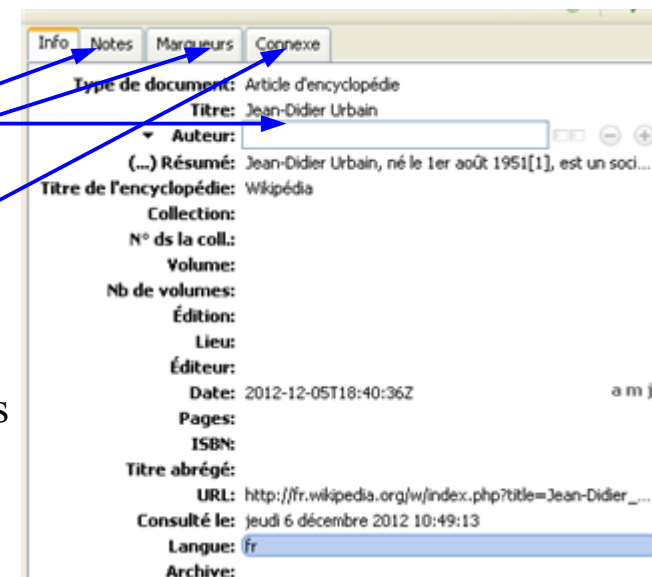 Info Notes Marqueurs Connexe
Type de document: Article d'encyclopédie
Titre: Jean-Didier Urbain
Auteur:
(...) Résumé: Jean-Didier Urbain, né le 1er août 1951[1], est un soci...
Titre de l'encyclopédie: Wikipédia
Collection:
N° ds la coll.:
Volume:
Nb de volumes:
Édition:
Lieu:
Éditeur:
s
Date: 2012-12-05T18:40:36Z a m j
Pages:
ISBN:
Titre abrégé:
URL: http://fr.wikipedia.org/w/index.php?title=Jean-Didier_...
Consulté le: jeudi 6 décembre 2012 10:49:13
Langue: fr
Archive: